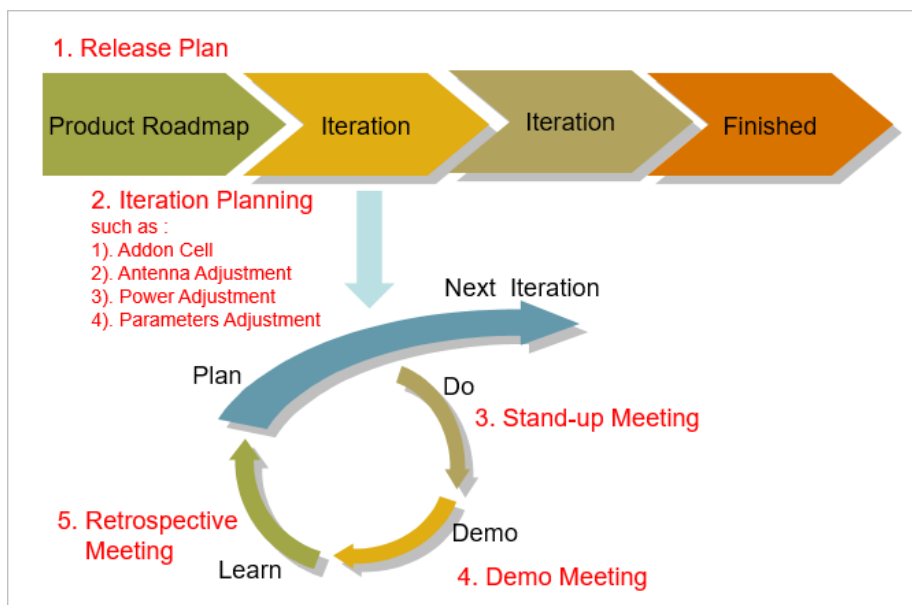 1. Release Plan
Product Roadmap
Iteration
Iteration
Finished
2. Iteration Planning
such as :
1). Addon Cell
2). Antenna Adjustment
3). Power Adjustment
4). Parameters Adjustment
Next Iteration
Plan
Do
3. Stand-up Meeting
5. Retrospective
Meeting
Demo
Learn
4. Demo Meeting